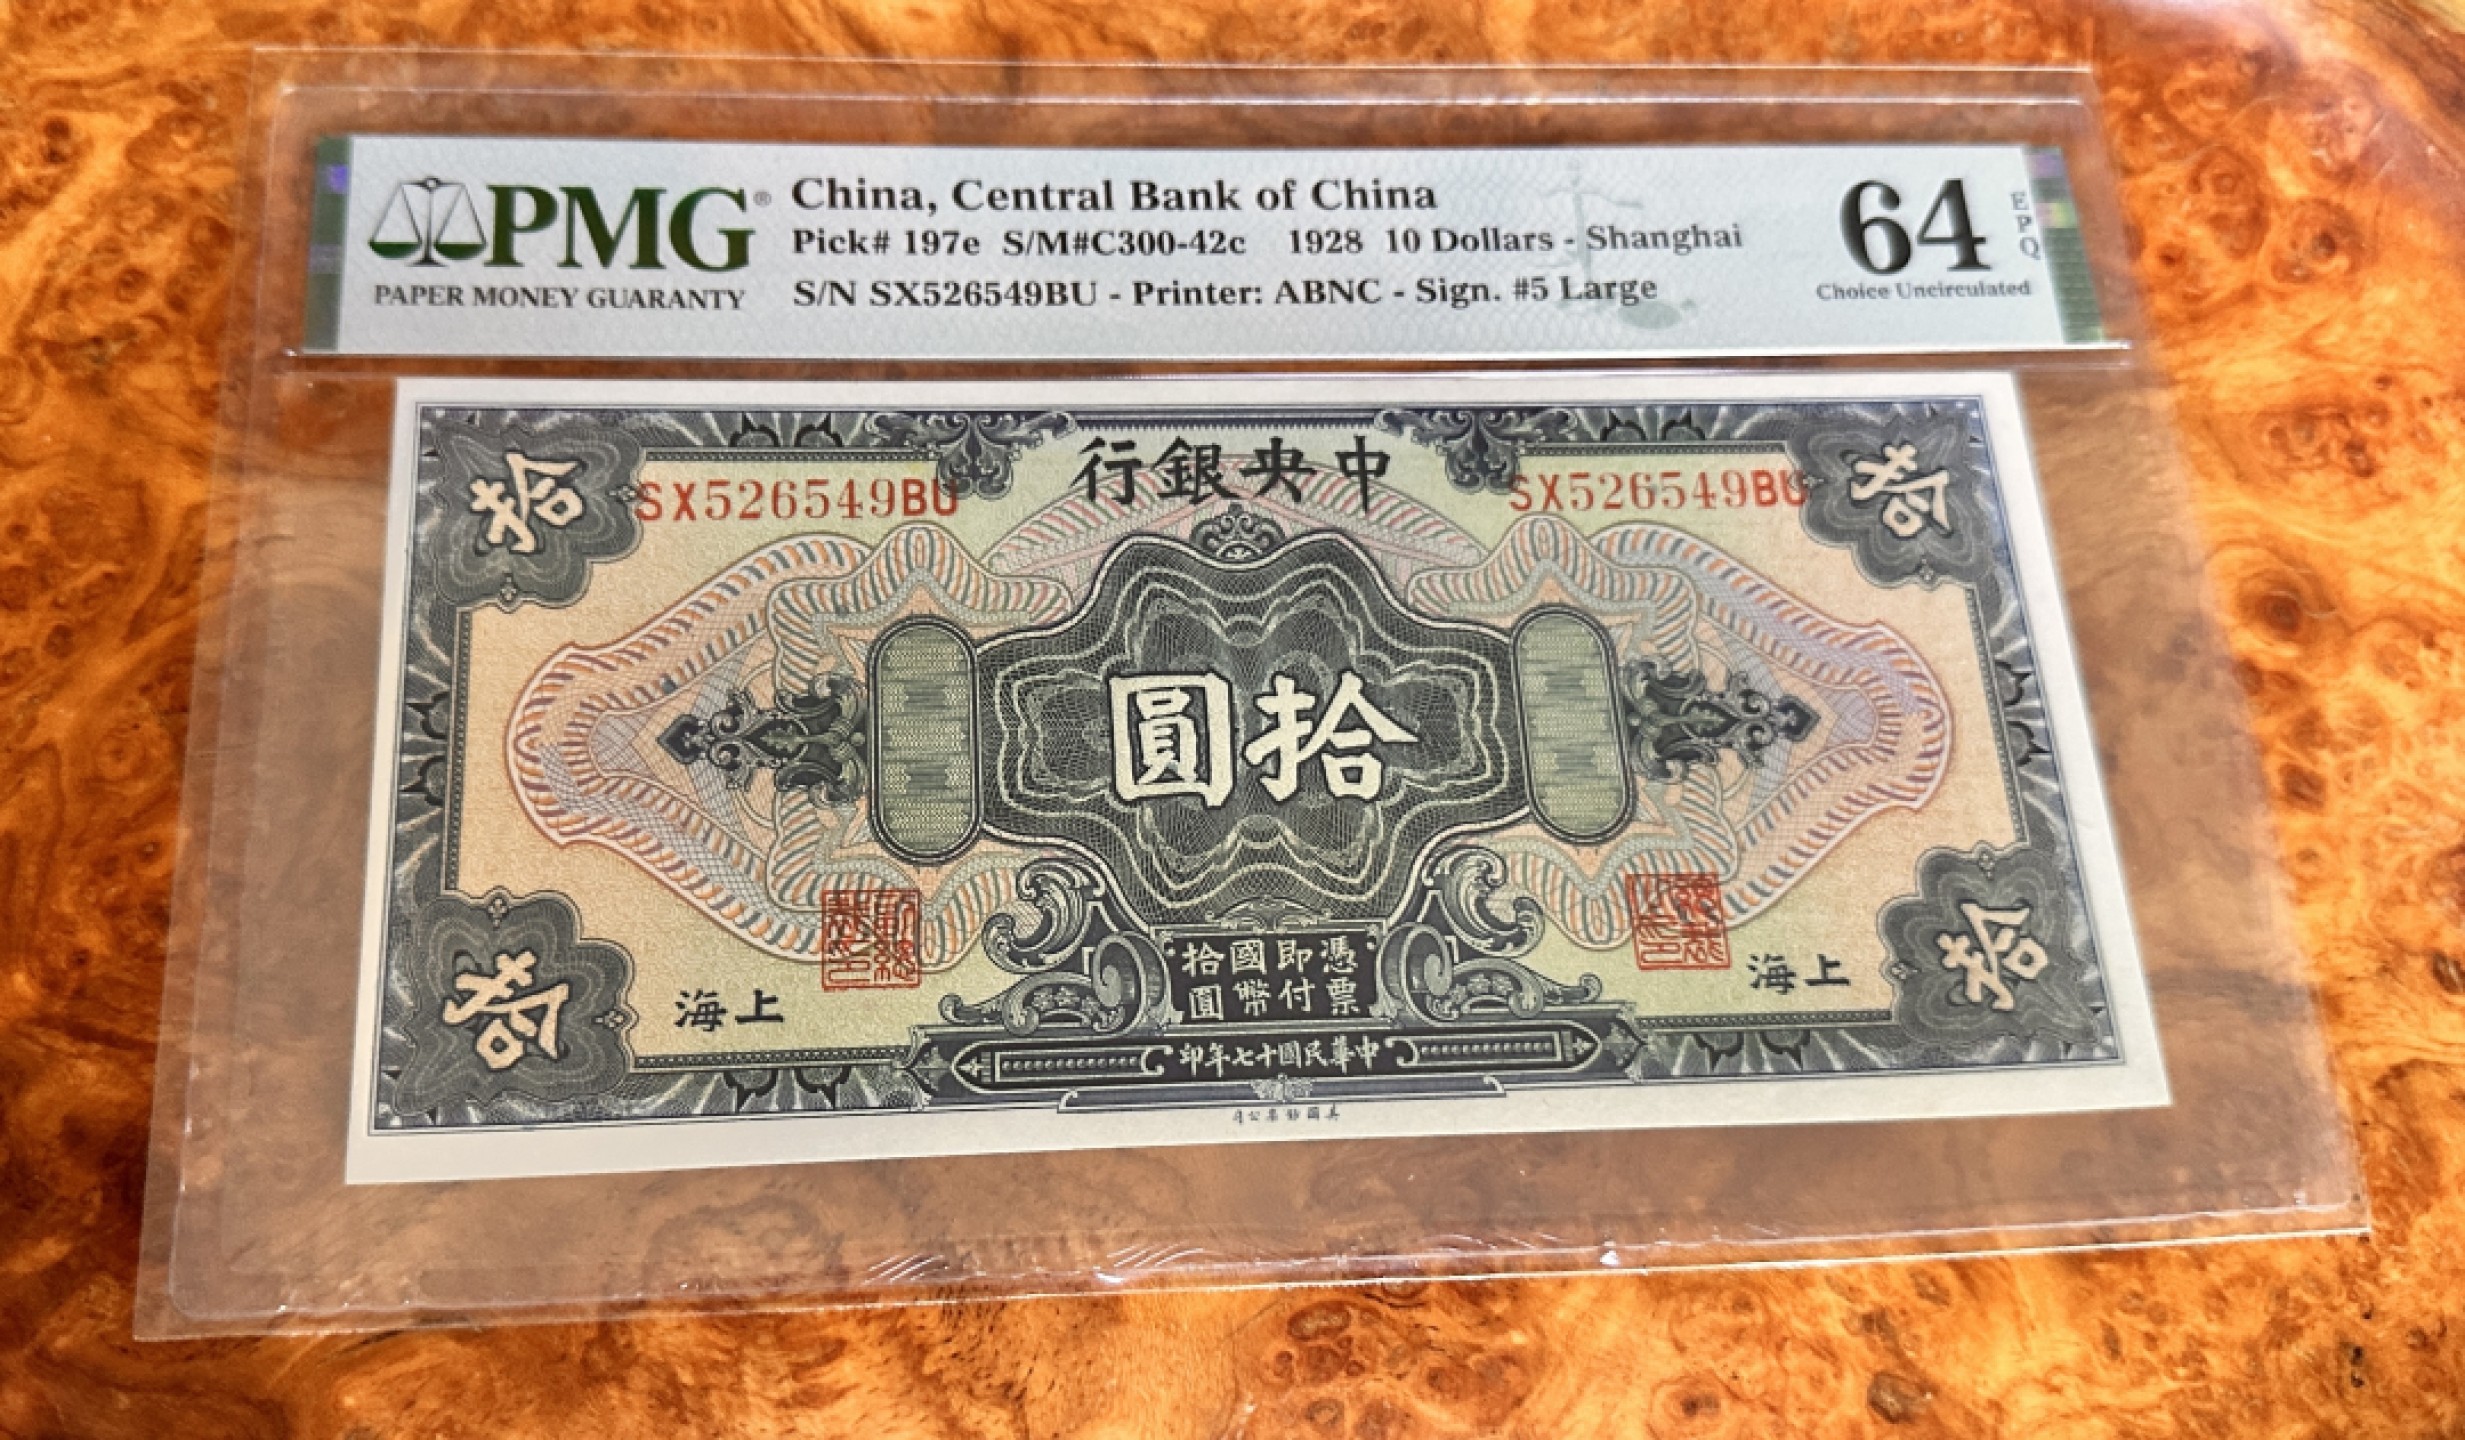 PMG®
PAPER MONEY GUARANTY
China, Central Bank of China
Pick# 197e S/M#C300-42c 1928 10 Dollars - Shanghai
S/N SX526549BU - Printer: ABNC - Sign. #5 Large
64 EPQ
Choice Uncirculated
行銀央中
拾
拾
SX526549BU
SX526549BU
圓拾
拾國即憑
圓幣付票
海上
海上
拾
拾
印年七十國民華中